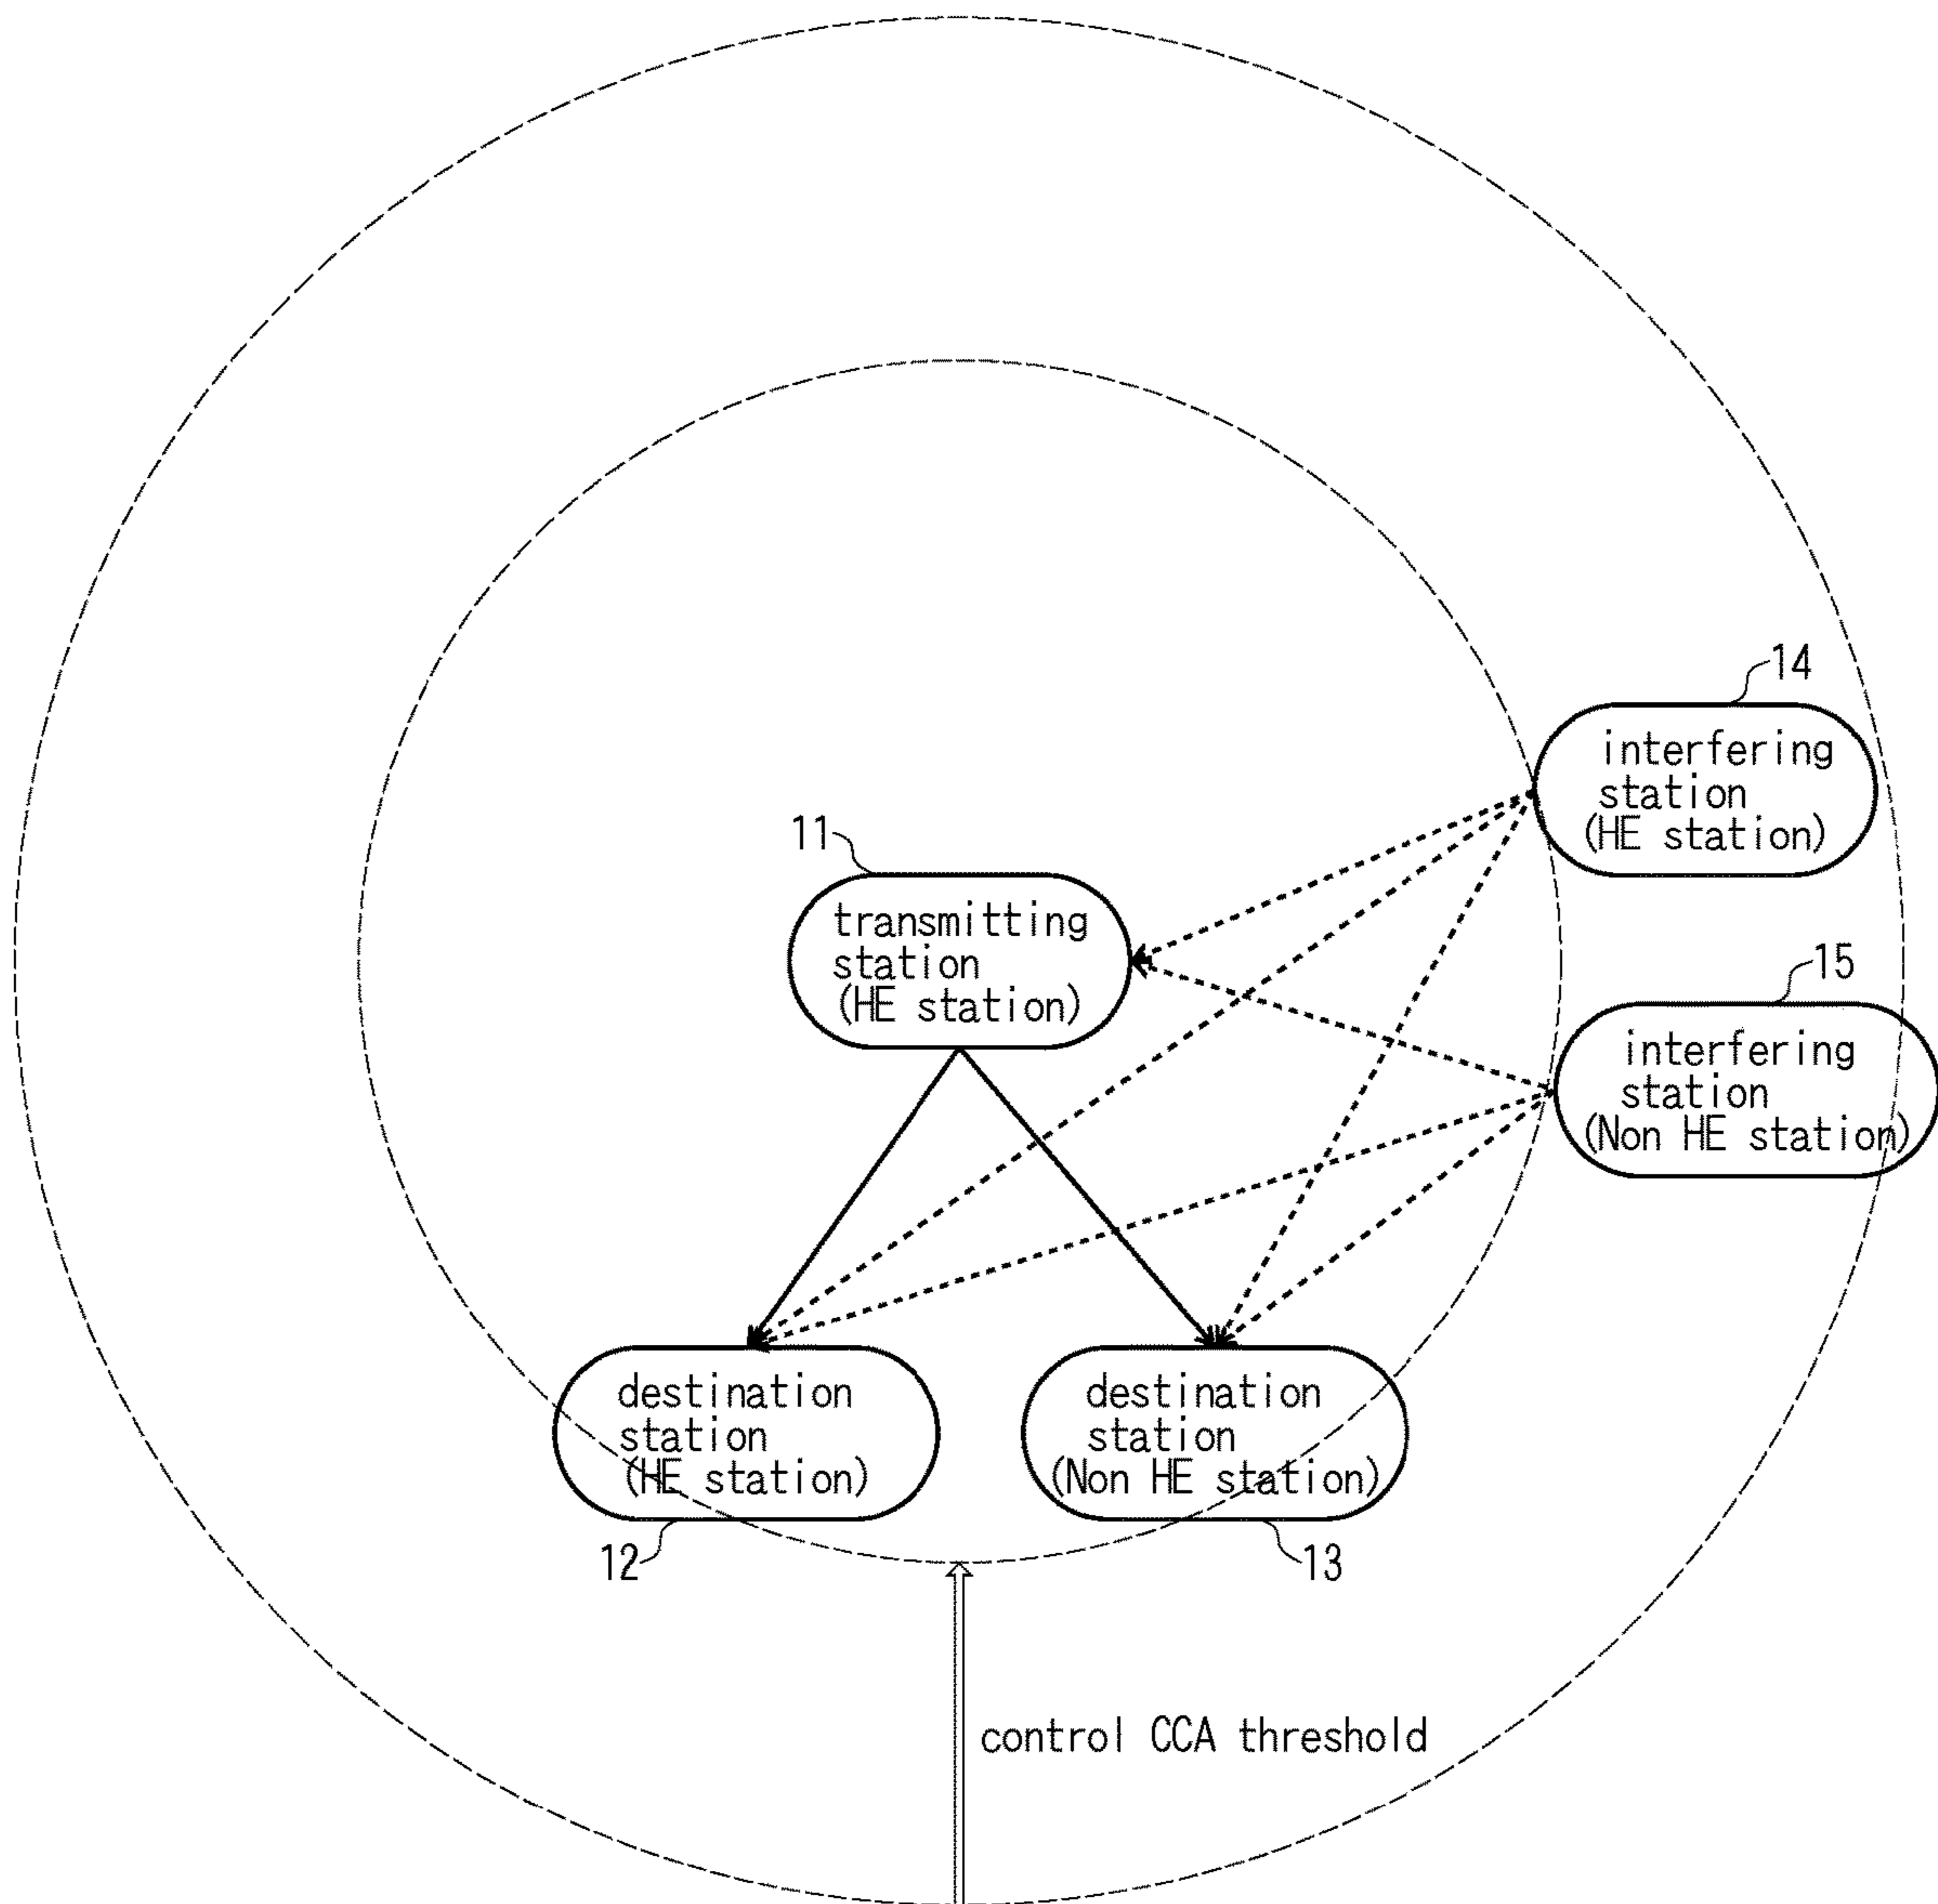 14
interfering
station
(HE station)
11
transmitting
station
(HE station)
15
interfering
station
(Non HE station)
destination
station
(HE station)
12
destination
station
(Non HE station)
13
control CCA threshold